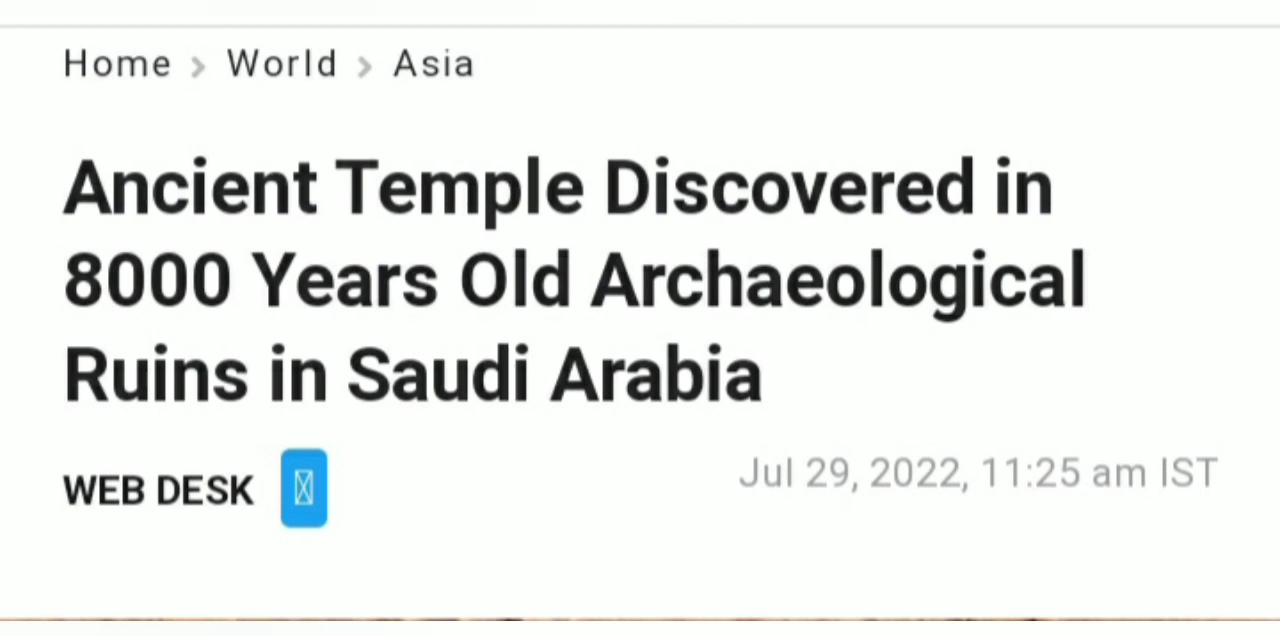 Home > World > Asia
Ancient Temple Discovered in
8000 Years Old Archaeological
Ruins in Saudi Arabia
WEB DESK
Jul 29, 2022, 11:25 am IST